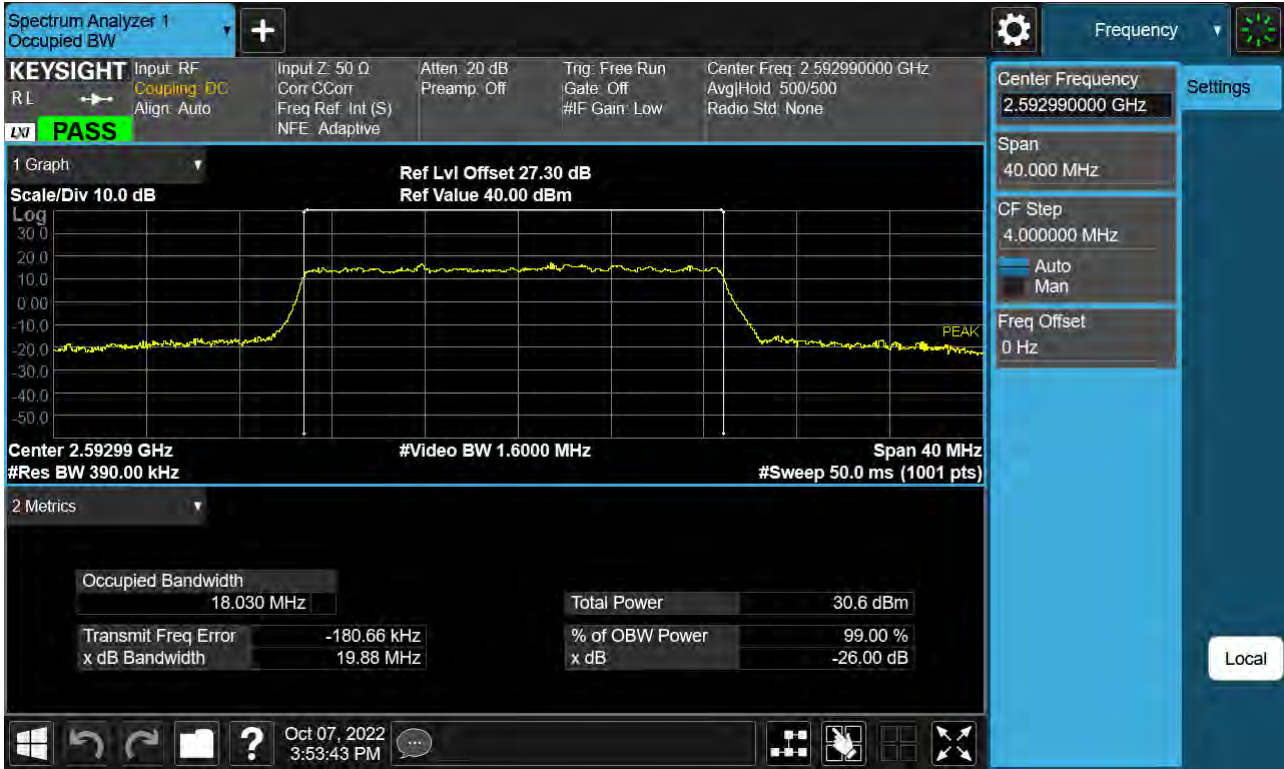 Spectrum Analyzer 1
Occupied BW
Frequency
KEYSIGHT
R L
LXI
PASS
Input: RF
Coupling: DC
Align: Auto
Input Z: 50 Ω
Corr CCorr
Freq Ref: Int (S)
NFE: Adaptive
Atten: 20 dB
Preamp: Off
Trig: Free Run
Gate: Off
#IF Gain: Low
Center Freq: 2.592990000 GHz
Avg|Hold: 500/500
Radio Std: None
Center Frequency
2.592990000 GHz
Settings
Span
40.000 MHz
CF Step
4.000000 MHz
Auto
Man
Freq Offset
0 Hz
Local
1 Graph
Scale/Div 10.0 dB
Ref Lvl Offset 27.30 dB
Ref Value 40.00 dBm
Log
30.0
20.0
10.0
0.00
-10.0
-20.0
-30.0
-40.0
-50.0
PEAK
Center 2.59299 GHz
#Video BW 1.6000 MHz
Span 40 MHz
#Res BW 390.00 kHz
#Sweep 50.0 ms (1001 pts)
2 Metrics
Occupied Bandwidth
18.030 MHz
Total Power 30.6 dBm
Transmit Freq Error -180.66 kHz
% of OBW Power 99.00 %
x dB Bandwidth 19.88 MHz
x dB -26.00 dB
?
Oct 07, 2022
3:53:43 PM